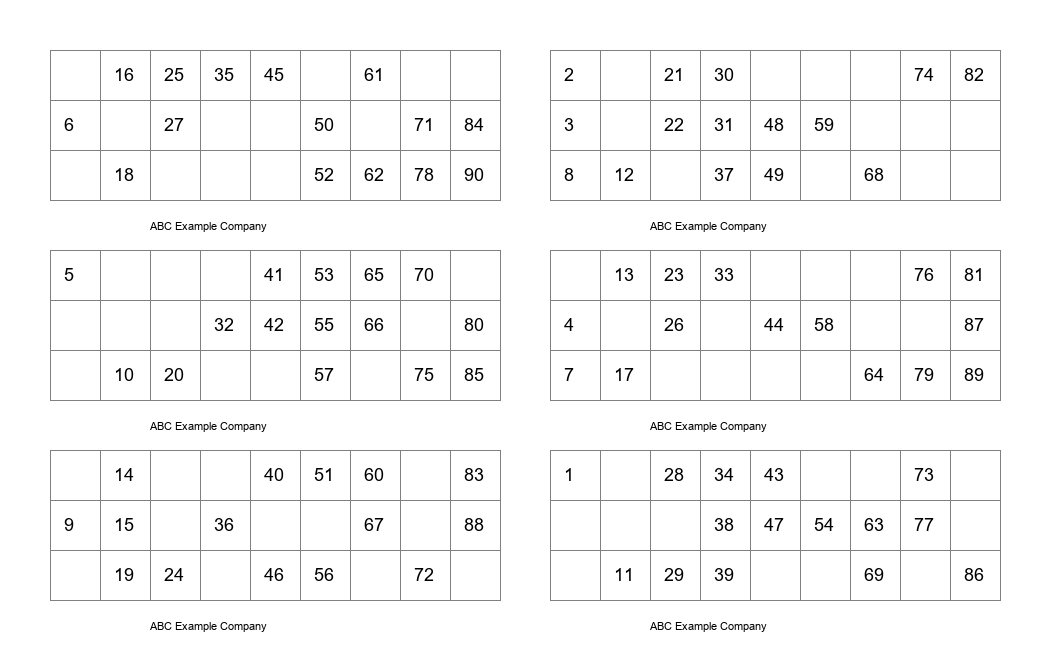 16 25 35 45 61
6 27 50 71 84
18 52 62 78 90
ABC Example Company
2 21 30 74 82
3 22 31 48 59
8 12 37 49 68
ABC Example Company
5 41 53 65 70
32 42 55 66 80
10 20 57 75 85
ABC Example Company
13 23 33 76 81
4 26 44 58 87
7 17 64 79 89
ABC Example Company
14 40 51 60 83
9 15 36 67 88
19 24 46 56 72
ABC Example Company
1 28 34 43 73
38 47 54 63 77
11 29 39 69 86
ABC Example Company